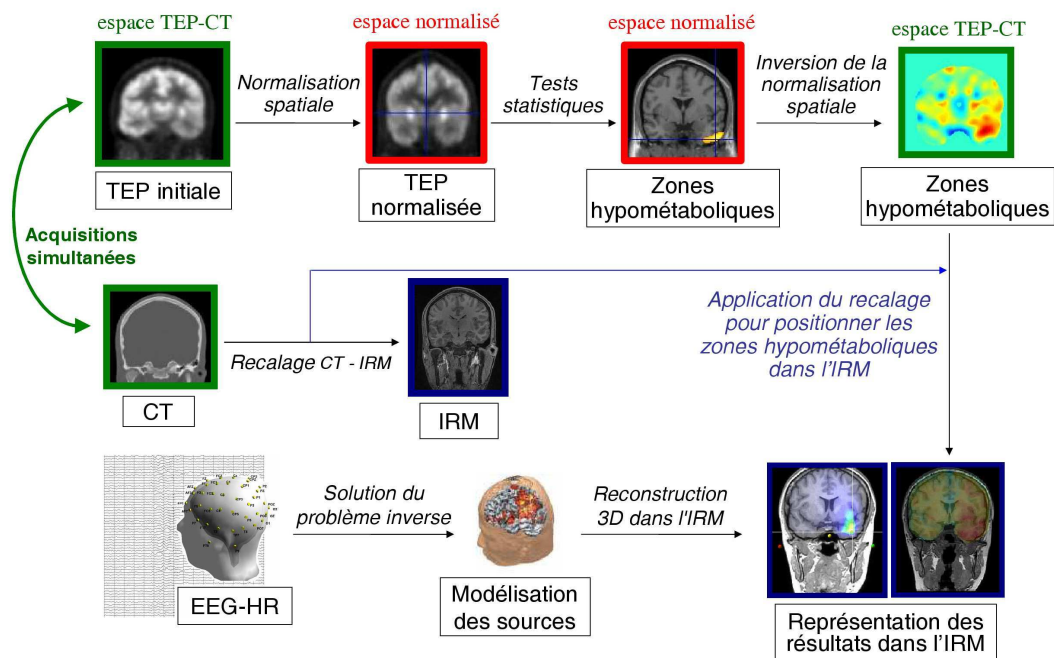 espace TEP-CT
espace normalisé
espace normalisé
espace TEP-CT
Normalisation
spatiale
Tests
statistiques
Inversion de la
normalisation
spatiale
TEP initiale
TEP
normalisée
Zones
hypométaboliques
Zones
hypométaboliques
Acquisitions
simultanées
Recalage CT - IRM
Application du recalage
pour positionner les
zones hypométaboliques
dans l'IRM
CT
IRM
Solution du
problème inverse
Reconstruction
3D dans l'IRM
EEG-HR
Modélisation
des sources
Représentation des
résultats dans l'IRM